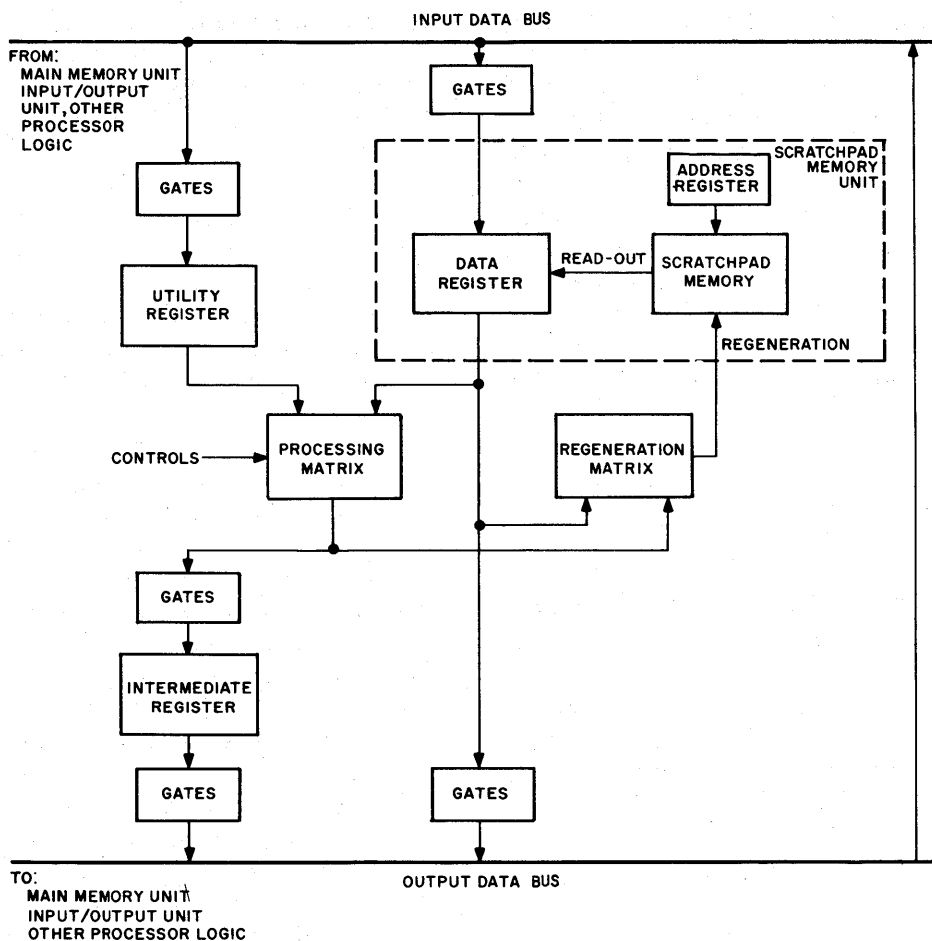 INPUT DATA BUS
FROM:
MAIN MEMORY UNIT
INPUT/OUTPUT
UNIT, OTHER
PROCESSOR
LOGIC
GATES
GATES
SCRATCHPAD
MEMORY
UNIT
ADDRESS
REGISTER
UTILITY
REGISTER
DATA
REGISTER
READ-OUT
SCRATCHPAD
MEMORY
REGENERATION
CONTROLS
PROCESSING
MATRIX
REGENERATION
MATRIX
GATES
INTERMEDIATE
REGISTER
GATES
GATES
OUTPUT DATA BUS
TO:
MAIN MEMORY UNIT
INPUT/OUTPUT UNIT
OTHER PROCESSOR LOGIC